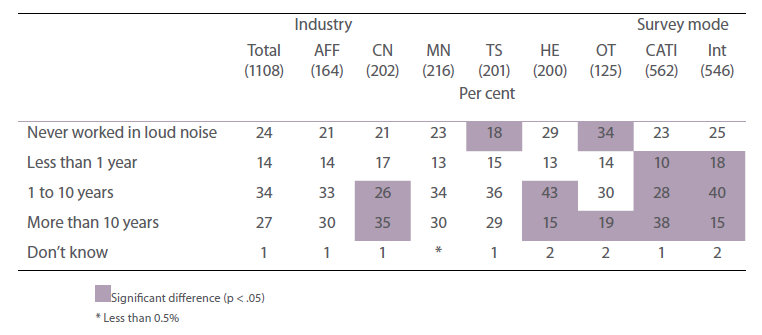 Industry Survey mode
Total AFF CN MN TS HE OT CATI Int
(1108) (164) (202) (216) (201) (200) (125) (562) (546)
Per cent
Never worked in loud noise 24 21 21 23 18 29 34 23 25
Less than 1 year 14 14 17 13 15 13 14 10 18
1 to 10 years 34 33 26 34 36 43 30 28 40
More than 10 years 27 30 35 30 29 15 19 38 15
Don’t know 1 1 1 * 1 2 2 1 2
Significant difference (p < .05)
* Less than 0.5%